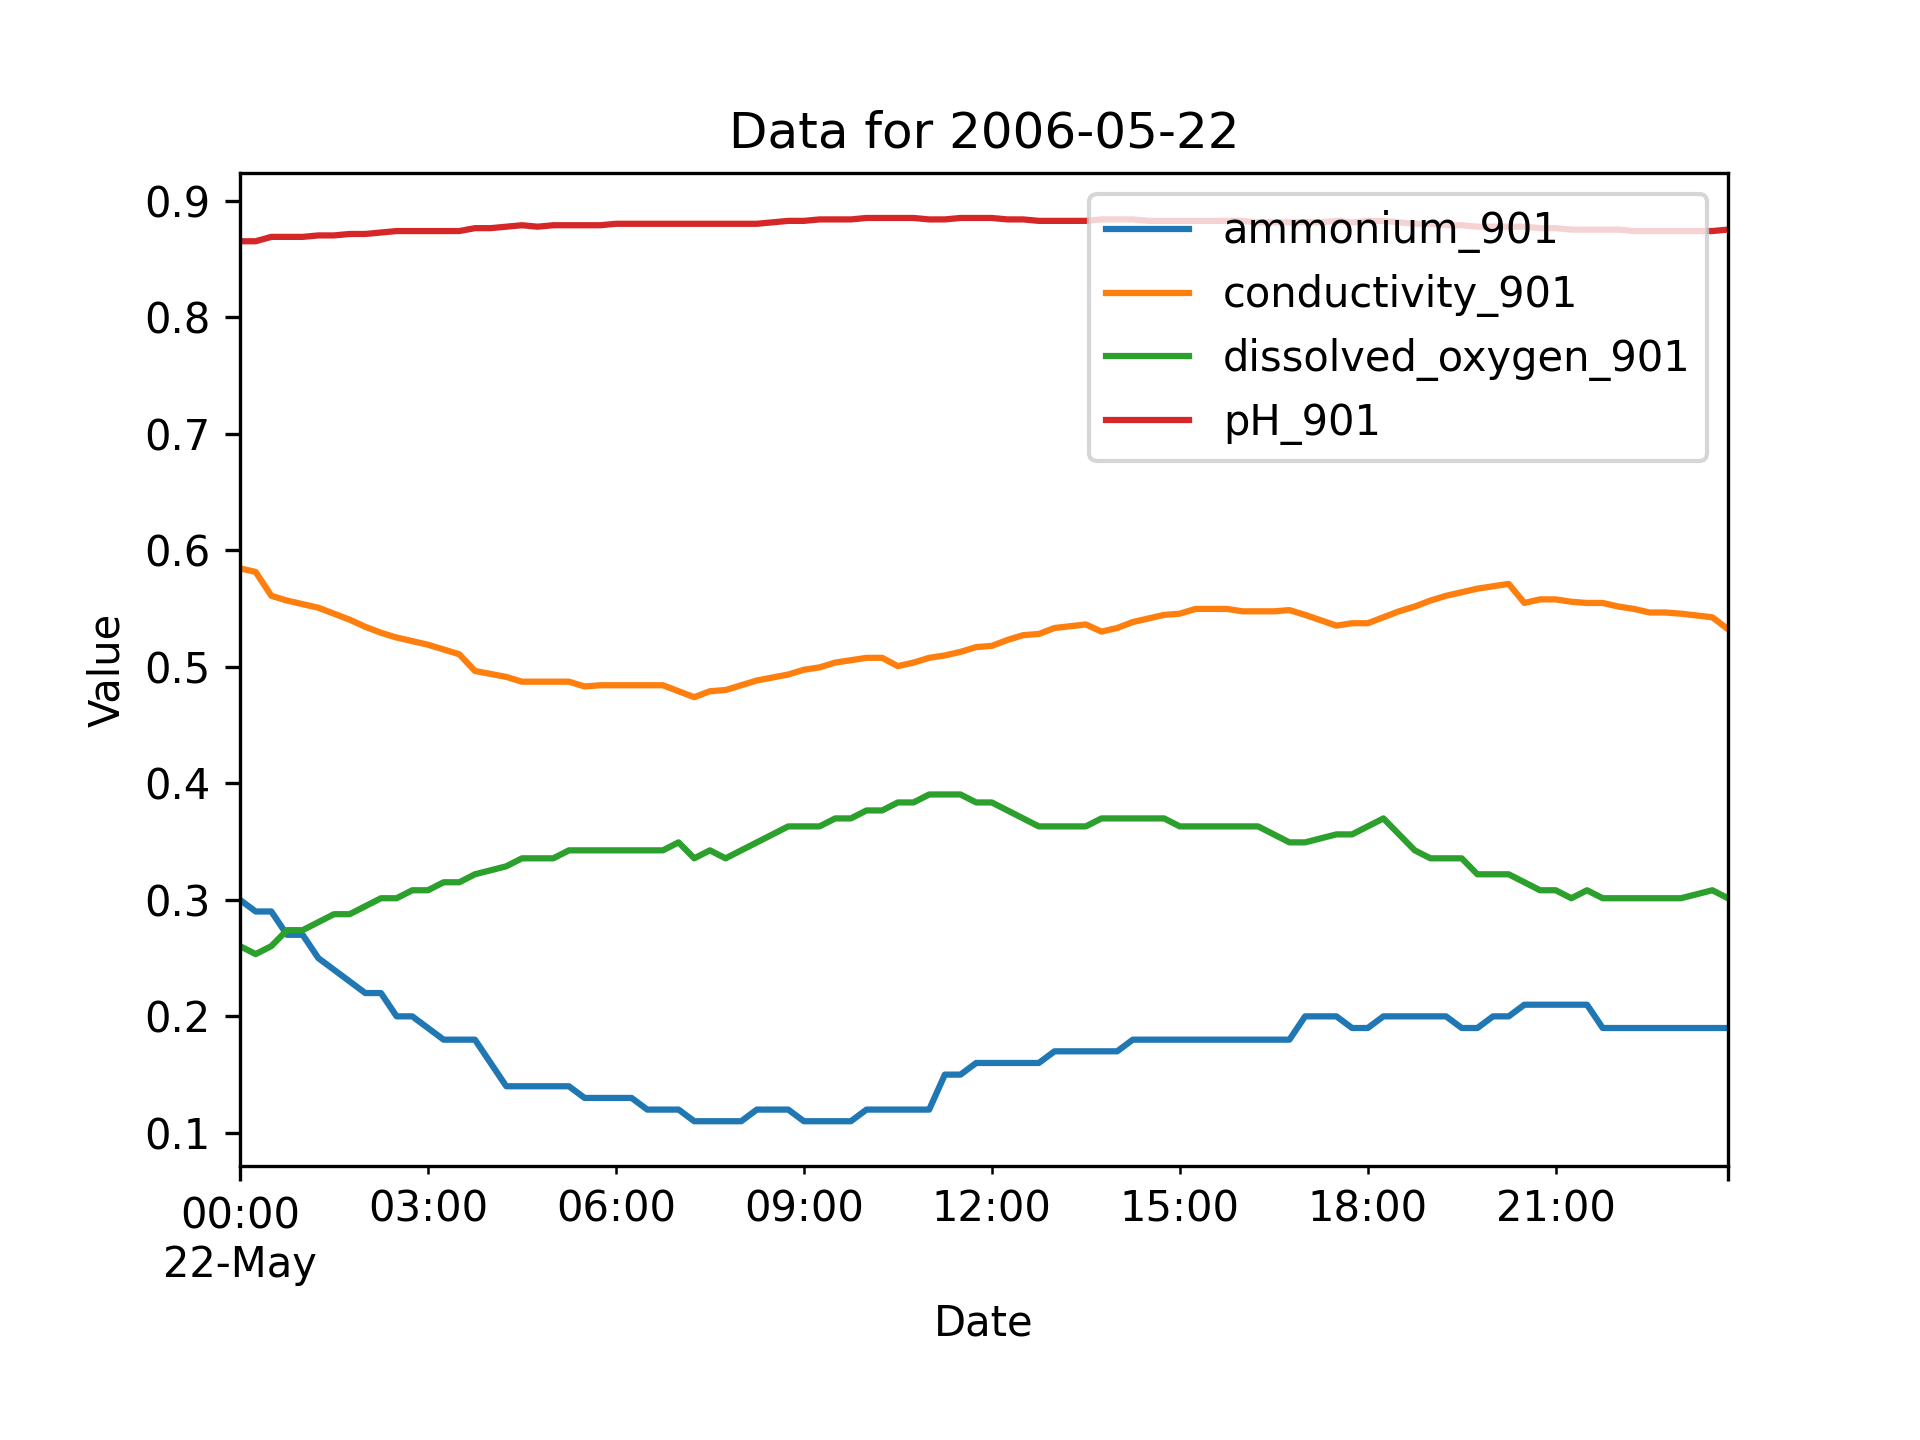 Data for 2006-05-22
0.9
0.8
0.7
0.6
0.5
0.4
0.3
0.2
0.1
Value
ammonium_901
conductivity_901
dissolved_oxygen_901
pH_901
00:00 03:00 06:00 09:00 12:00 15:00 18:00 21:00
22-May
Date